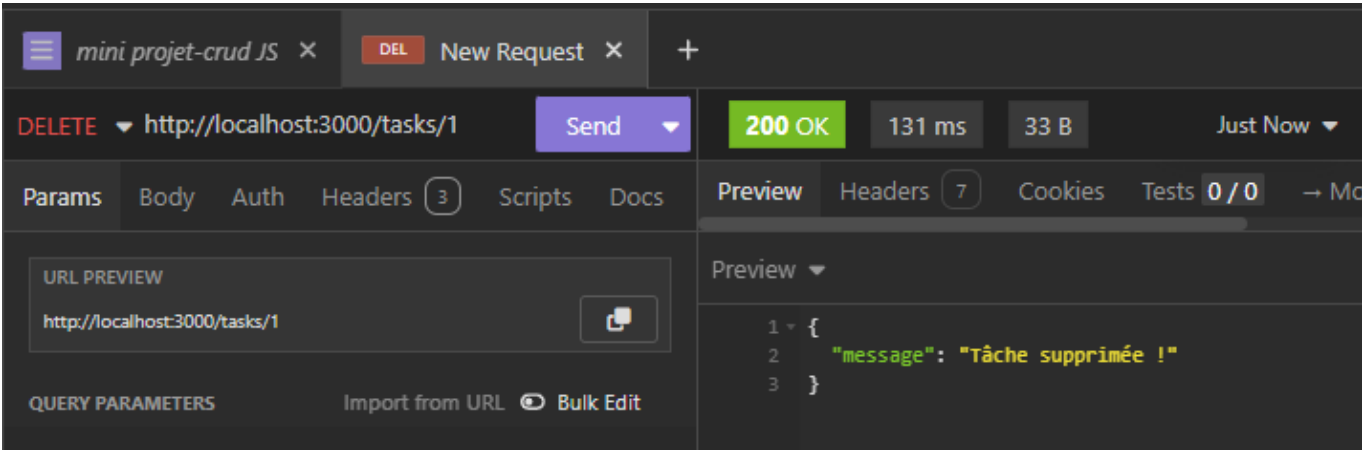 mini projet-crud JS
DEL New Request
DELETE http://localhost:3000/tasks/1 Send
200 OK 131 ms 33 B Just Now
Params Body Auth Headers 3 Scripts Docs
Preview Headers 7 Cookies Tests 0 / 0 → Mo
URL PREVIEW
http://localhost:3000/tasks/1
QUERY PARAMETERS Import from URL Bulk Edit
Preview
1 {
2 "message": "Tâche supprimée !"
3 }